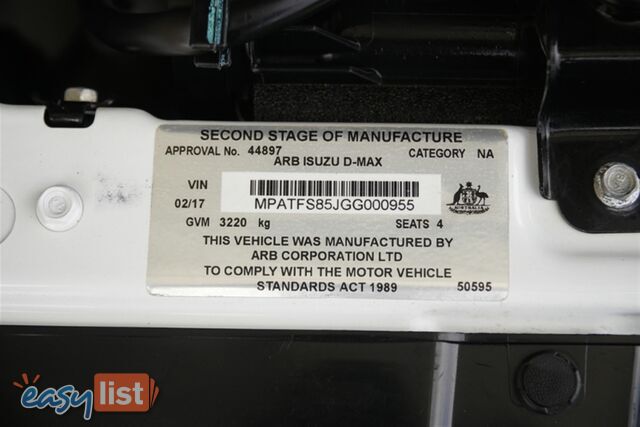 SECOND STAGE OF MANUFACTURE
APPROVAL No. 44897 CATEGORY NA
ARB ISUZU D-MAX
VIN
02/17 MPATFS85JGG000955
AUSTRALIA
GVM 3220 kg SEATS 4
THIS VEHICLE WAS MANUFACTURED BY
ARB CORPORATION LTD
TO COMPLY WITH THE MOTOR VEHICLE
STANDARDS ACT 1989 50595
easylist